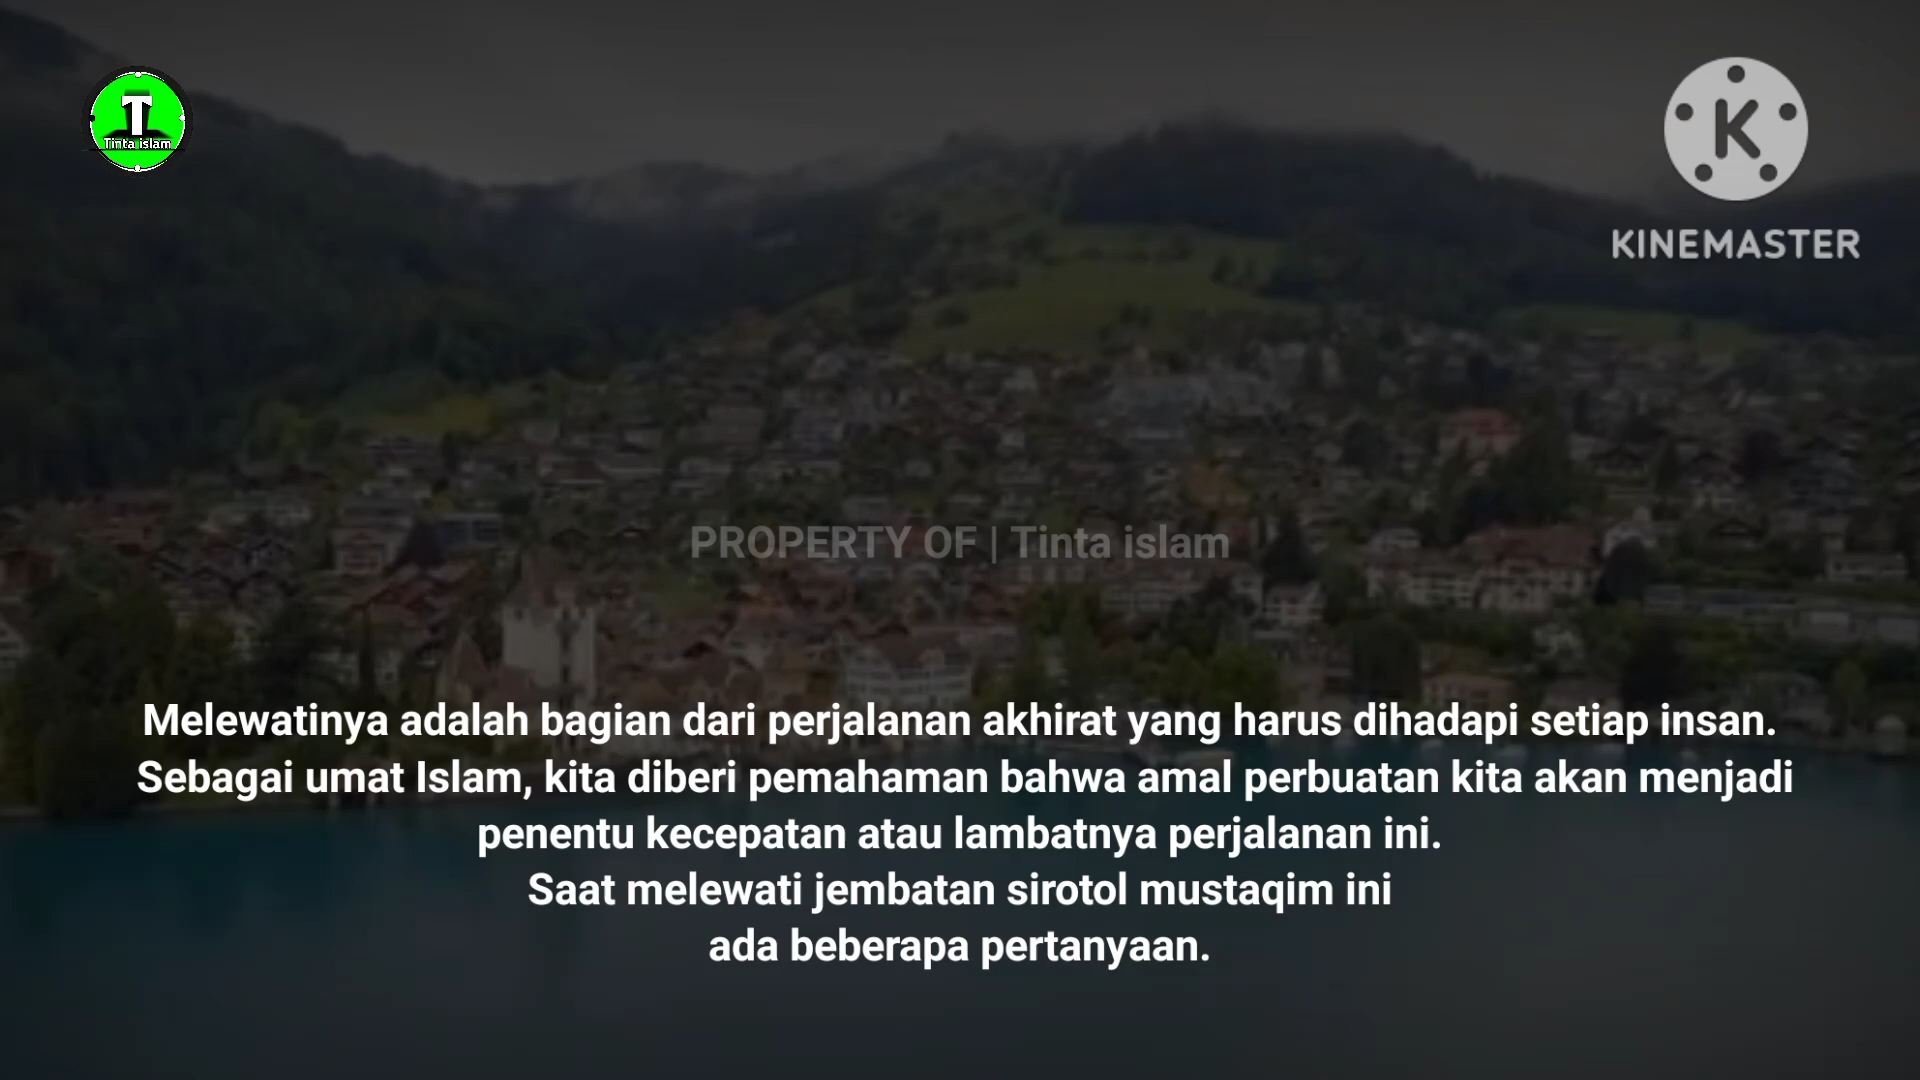 T
Tinta islam
K
KINEMASTER
PROPERTY OF | Tinta islam
Melewatinya adalah bagian dari perjalanan akhirat yang harus dihadapi setiap insan.
Sebagai umat Islam, kita diberi pemahaman bahwa amal perbuatan kita akan menjadi
penentu kecepatan atau lambatnya perjalanan ini.
Saat melewati jembatan sirotol mustaqim ini
ada beberapa pertanyaan.